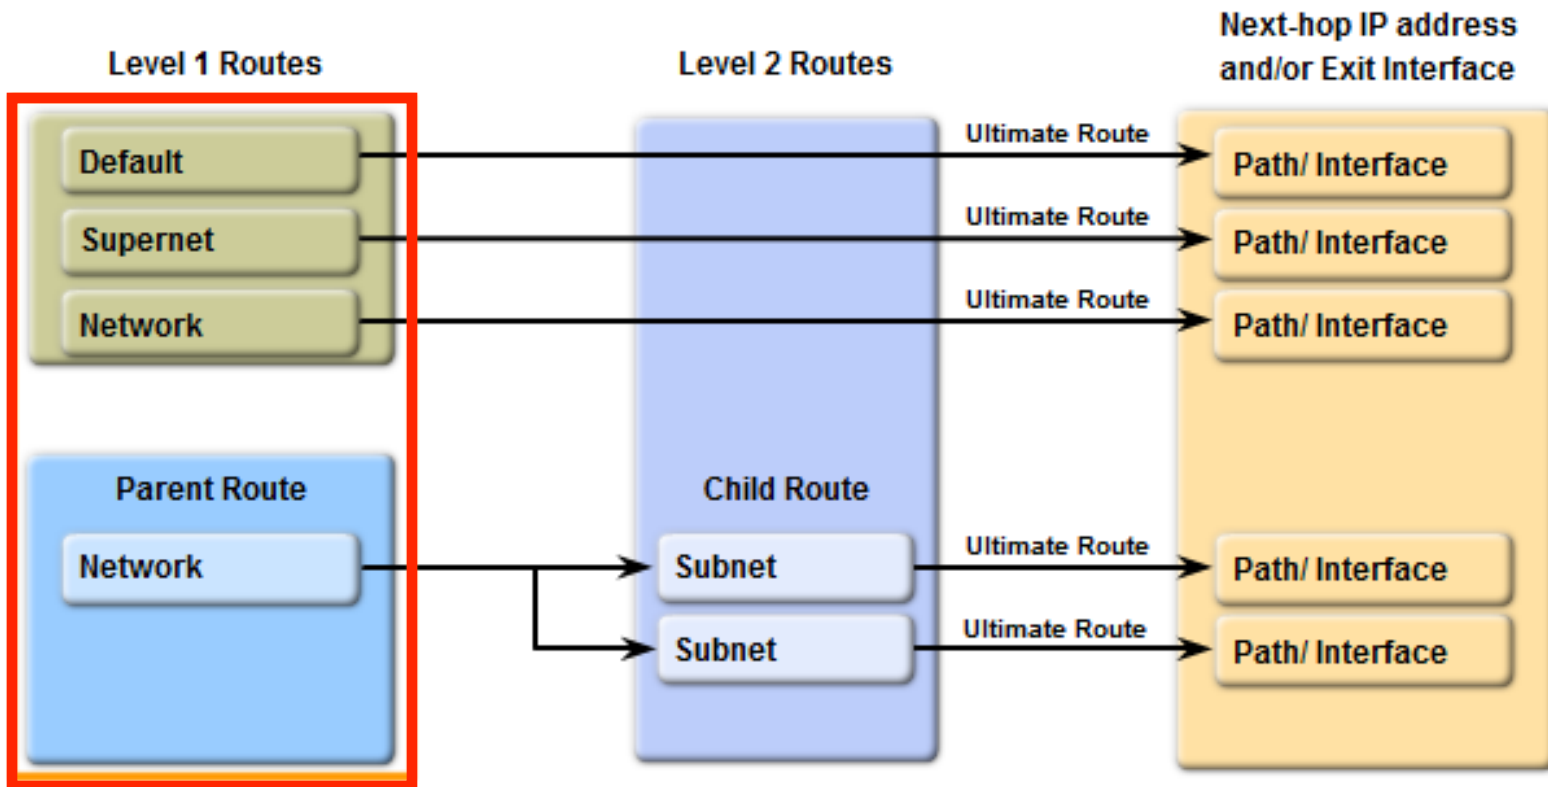 Level 1 Routes
Level 2 Routes
Next-hop IP address
and/or Exit Interface
Default
Ultimate Route
Path/ Interface
Supernet
Ultimate Route
Path/ Interface
Network
Ultimate Route
Path/ Interface
Parent Route
Child Route
Network
Subnet
Ultimate Route
Path/ Interface
Subnet
Ultimate Route
Path/ Interface